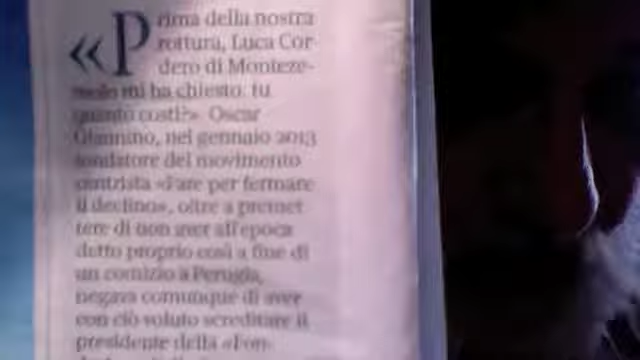 «Prima della nostra
rottura, Luca Cor-
dero di Monteze-
molo mi ha chiesto: tu
quanto costi?». Oscar
Giannino, nel gennaio 2013
fondatore del movimento
centrista «Fare per fermare
il declino», oltre a premet-
tere di non aver all'epoca
detto proprio così a fine di
un comizio a Perugia,
negava comunque di aver
con ciò voluto screditare il
presidente della «Fon-